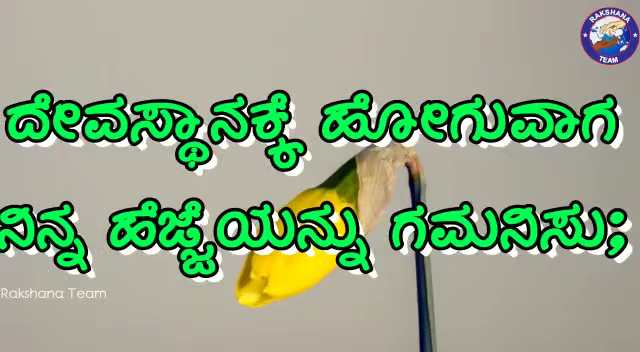 RAKSHANA
TEAM
ದೇವಸ್ಥಾನಕ್ಕೆ ಹೋಗುವಾಗ
ನಿನ್ನ ಹೆಜ್ಜೆಯನ್ನು ಗಮನಿಸು;
Rakshana Team